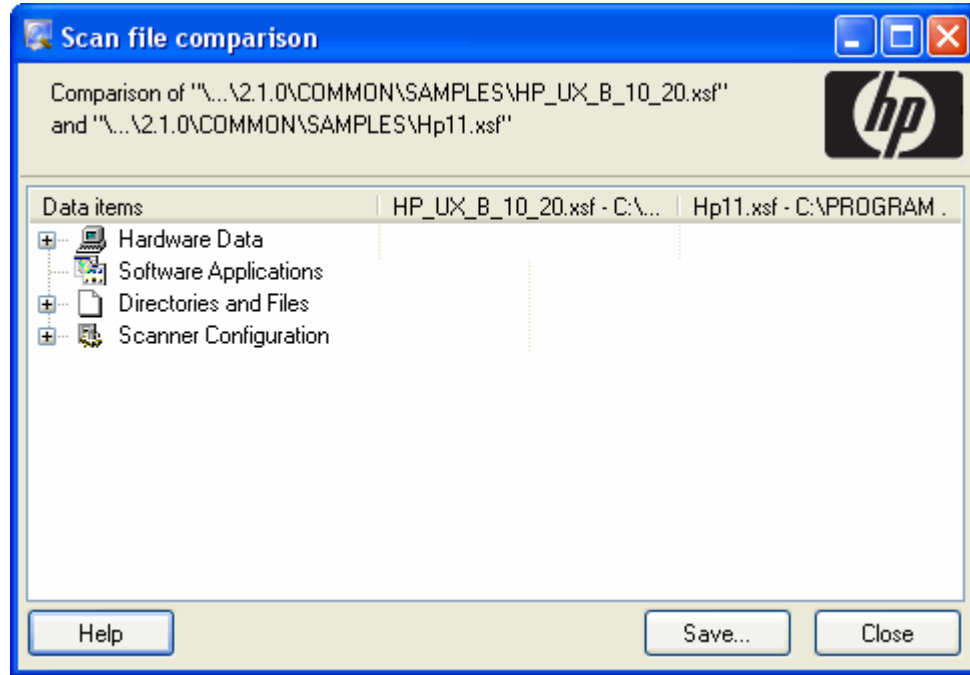 Scan file comparison
Comparison of "\...\2.1.0\COMMON\SAMPLES\HP_UX_B_10_20.xsf"
and "\...\2.1.0\COMMON\SAMPLES\Hp11.xsf"
hp
Data items HP_UX_B_10_20.xsf - C:\... Hp11.xsf - C:\PROGRAM .
Hardware Data
Software Applications
Directories and Files
Scanner Configuration
Help Save... Close